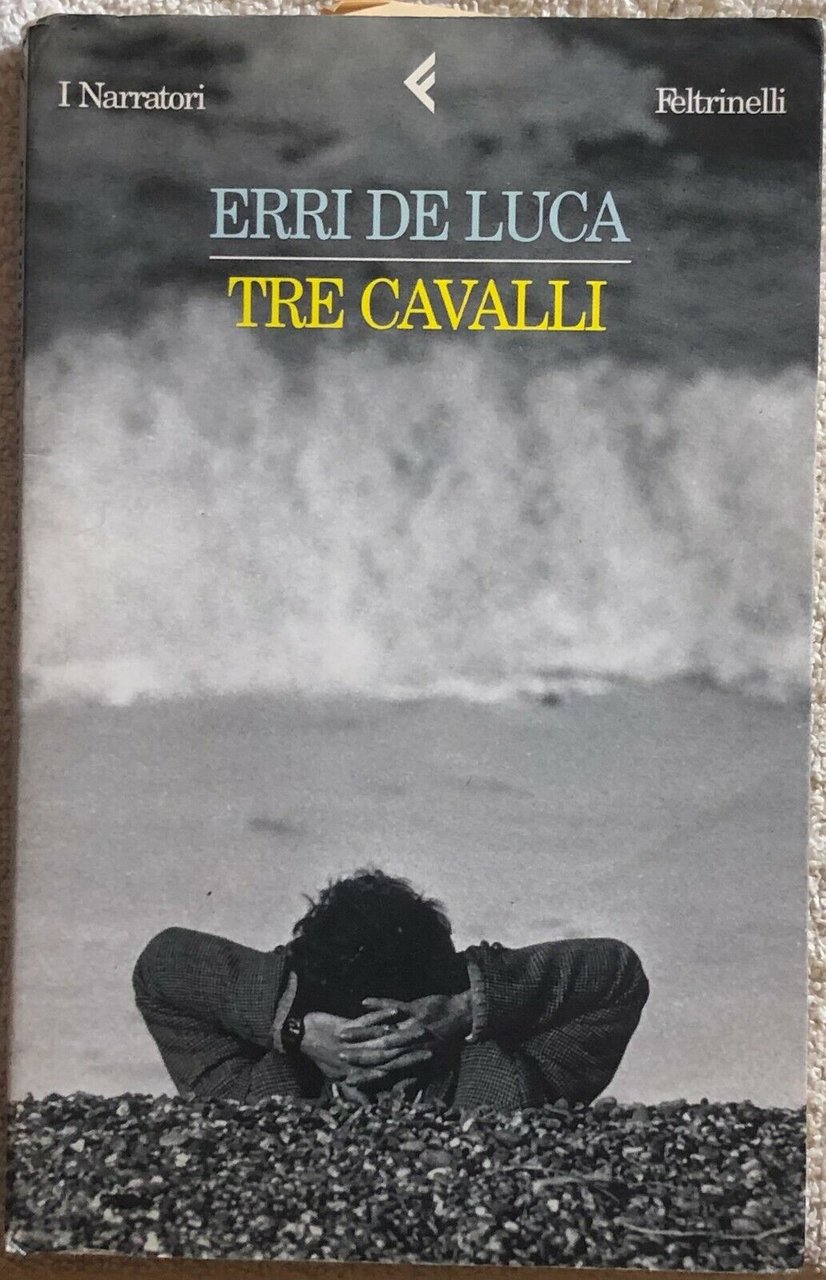 I Narratori
Feltrinelli
ERRI DE LUCA
TRE CAVALLI